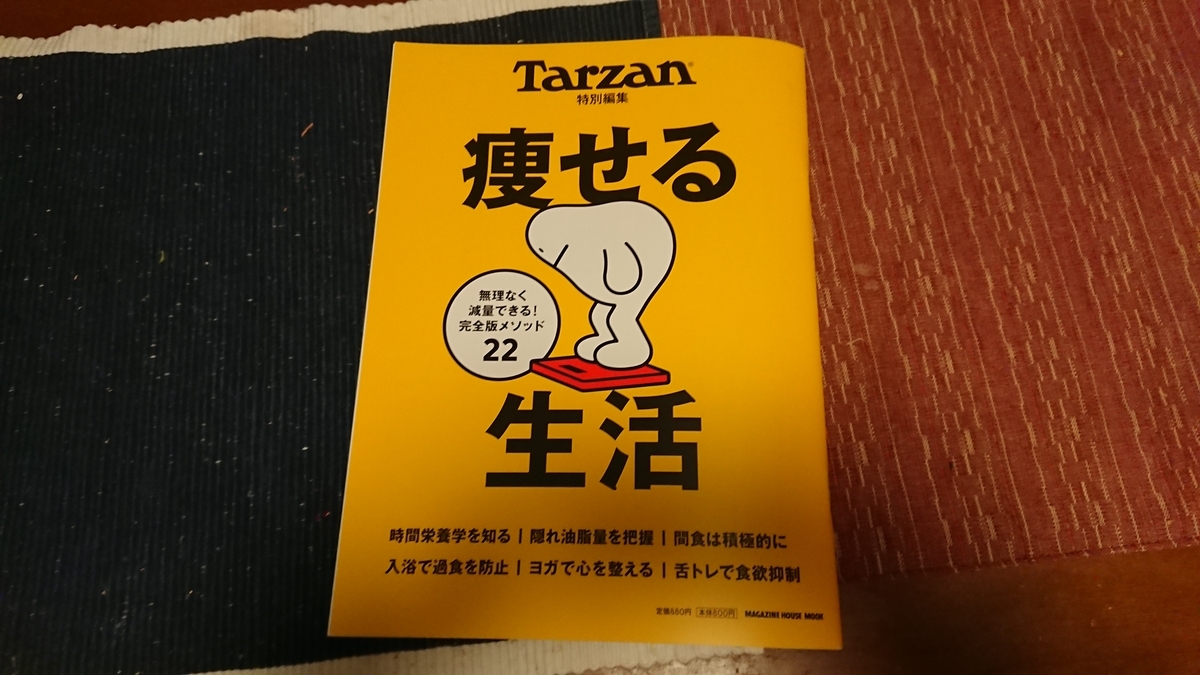 Tarzan®
特別編集
痩せる
無理なく
減量できる!
完全版メソッド
22
生活
時間栄養学を知る | 隠れ油脂量を把握 | 間食は積極的に
入浴で過食を防止 | ヨガで心を整える | 舌トレで食欲抑制
定価880円 本体800円 MAGAZINE HOUSE MOOK